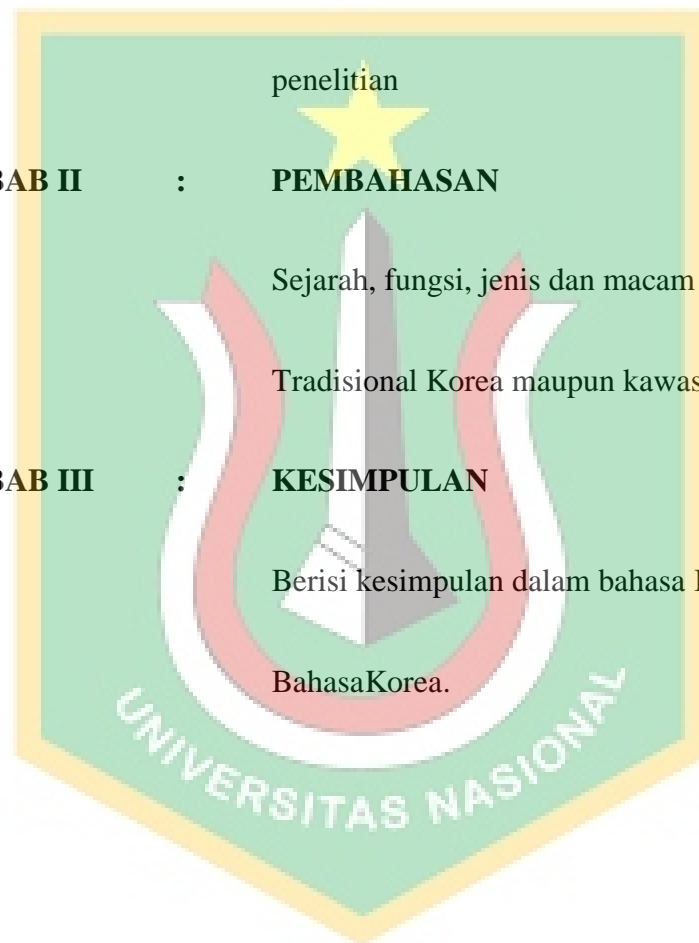 penelitian
BAB II : PEMBAHASAN
Sejarah, fungsi, jenis dan macam
Tradisional Korea maupun kawas
BAB III : KESIMPULAN
Berisi kesimpulan dalam bahasa
BahasaKorea.
UNIVERSITAS NASIONAL